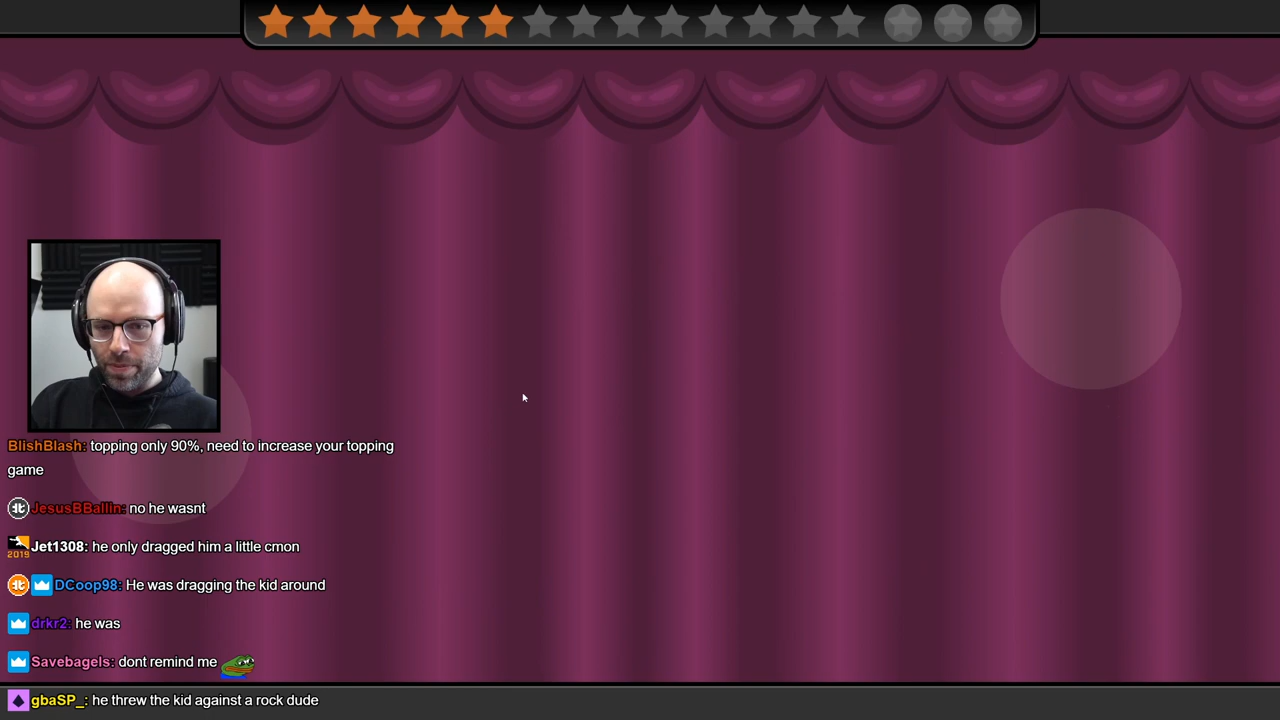 BlishBlash: topping only 90%, need to increase your topping
game
JesusBBallin: no he wasnt
2019 Jet1308: he only dragged him a little cmon
DCoop98: He was dragging the kid around
drkr2: he was
Savebagels: dont remind me
gbaSP_: he threw the kid against a rock dude